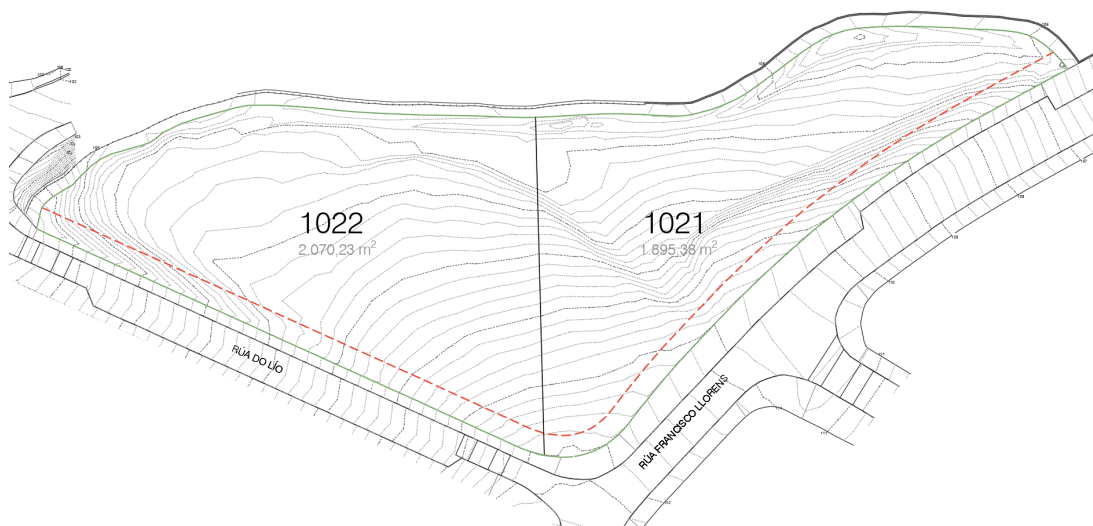 1022
2.070,23 m²
1021
1.895,38 m²
RÚA DO LÍO
RÚA FRANCISCO LLORENS